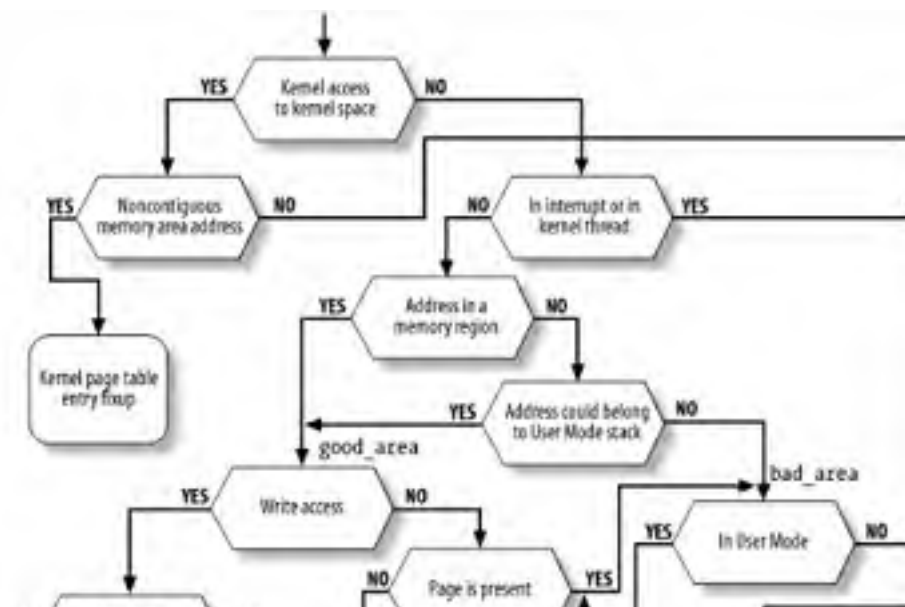 Kernel access
to kernel space
YES
NO
Noncontiguous
memory area address
YES
NO
In interrupt or in
kernel thread
NO
YES
Address in a
memory region
YES
NO
Kernel page table
entry fixup
Address could belong
to User Mode stack
YES
NO
good_area
bad_area
Write access
YES
NO
In User Mode
YES
NO
Page is present
NO
YES